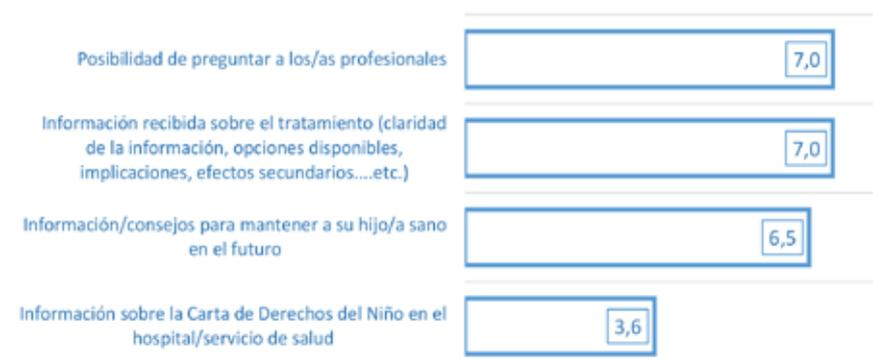 Posibilidad de preguntar a los/as profesionales
7,0
Información recibida sobre el tratamiento (claridad
de la información, opciones disponibles,
implicaciones, efectos secundarios....etc.)
7,0
Información/consejos para mantener a su hijo/a sano
en el futuro
6,5
Información sobre la Carta de Derechos del Niño en el
hospital/servicio de salud
3,6